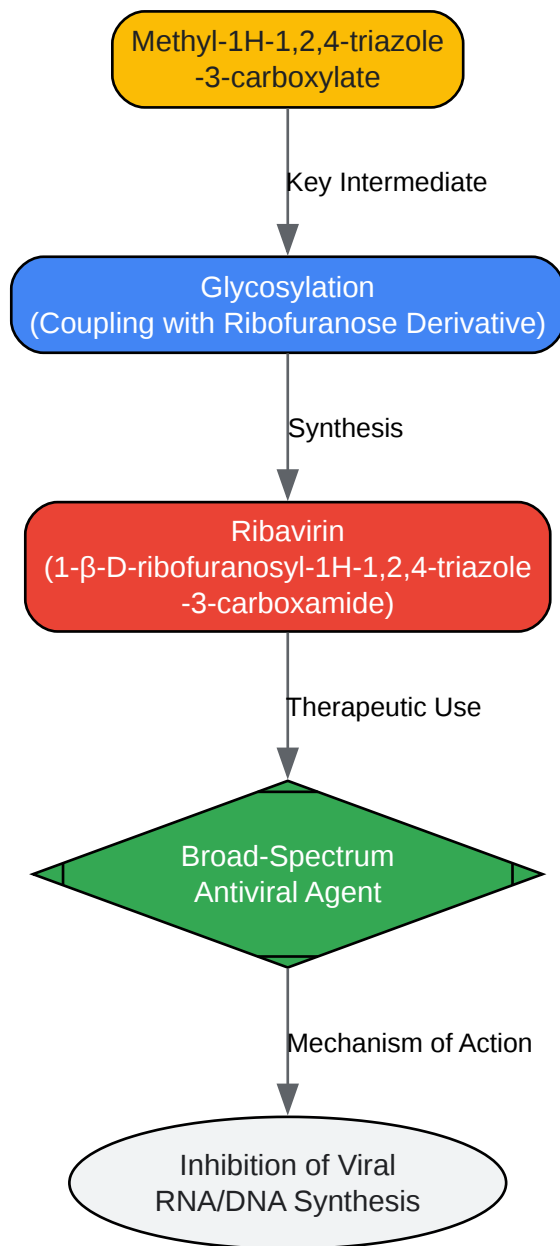 Methyl-1H-1,2,4-triazole
-3-carboxylate
Key Intermediate
Glycosylation
(Coupling with Ribofuranose Derivative)
Synthesis
Ribavirin
(1-β-D-ribofuranosyl-1H-1,2,4-triazole
-3-carboxamide)
Therapeutic Use
Broad-Spectrum
Antiviral Agent
Mechanism of Action
Inhibition of Viral
RNA/DNA Synthesis